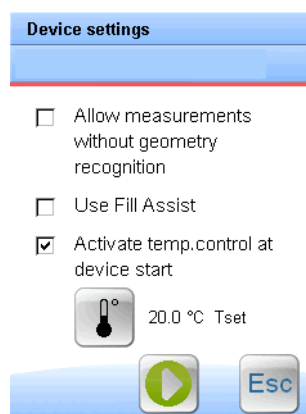 Device settings
Allow measurements
without geometry
recognition
Use Fill Assist
Activate temp.control at
device start
20.0 °C Tset
Esc